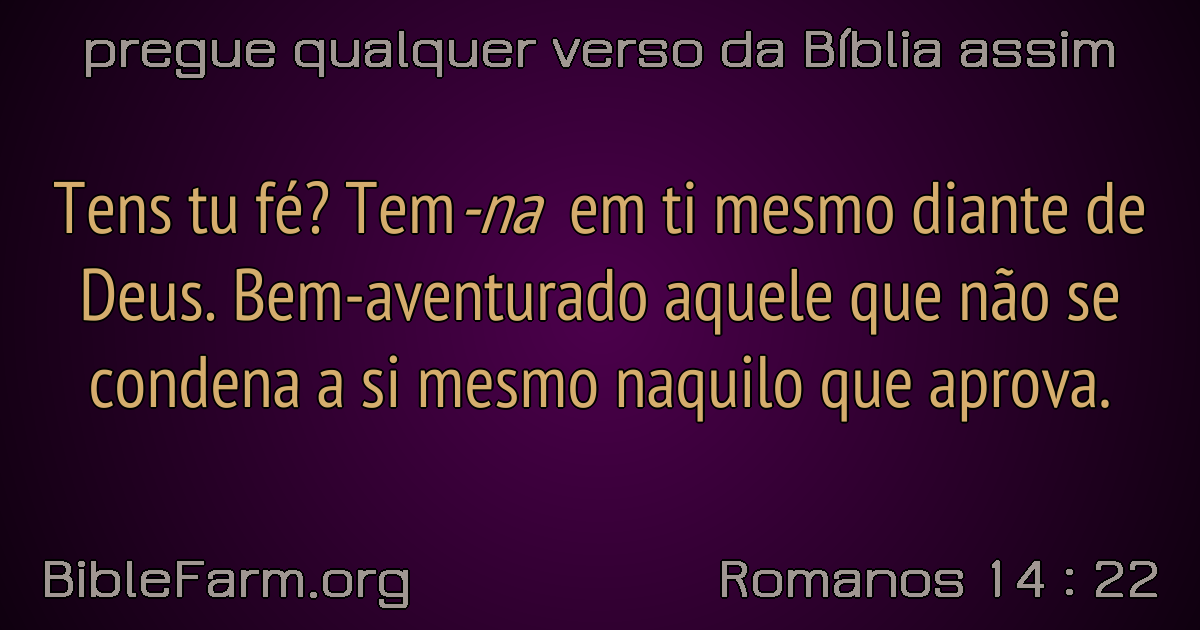 pregue qualquer verso da Bíblia assim
Tens tu fé? Tem-na em ti mesmo diante de
Deus. Bem-aventurado aquele que não se
condena a si mesmo naquilo que aprova.
BibleFarm.org
Romanos 14 : 22